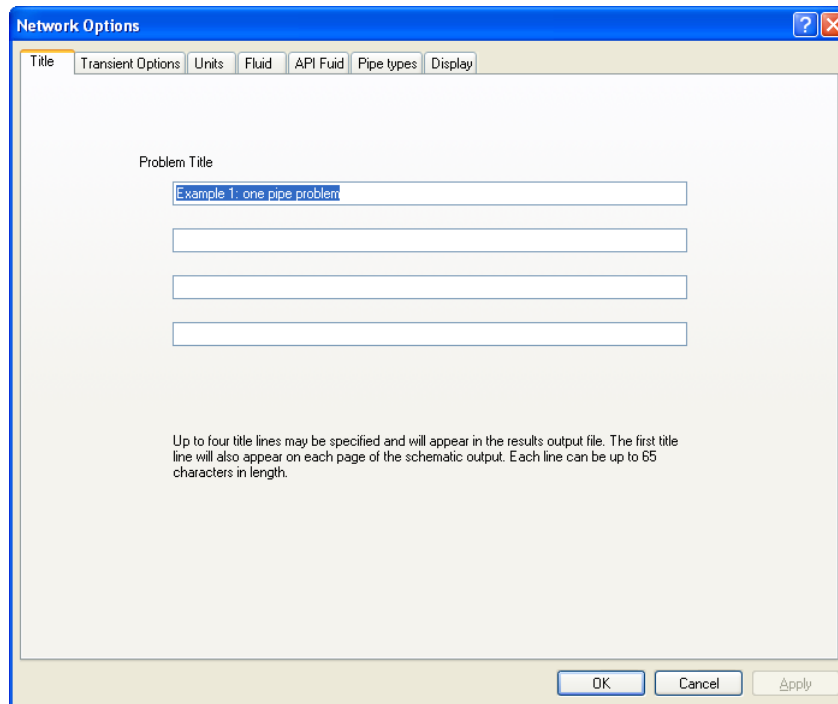 Network Options
Title Transient Options Units Fluid API Fuid Pipe types Display
Problem Title
Example 1: one pipe problem
Up to four title lines may be specified and will appear in the results output file. The first title
line will also appear on each page of the schematic output. Each line can be up to 65
characters in length.
OK Cancel Apply